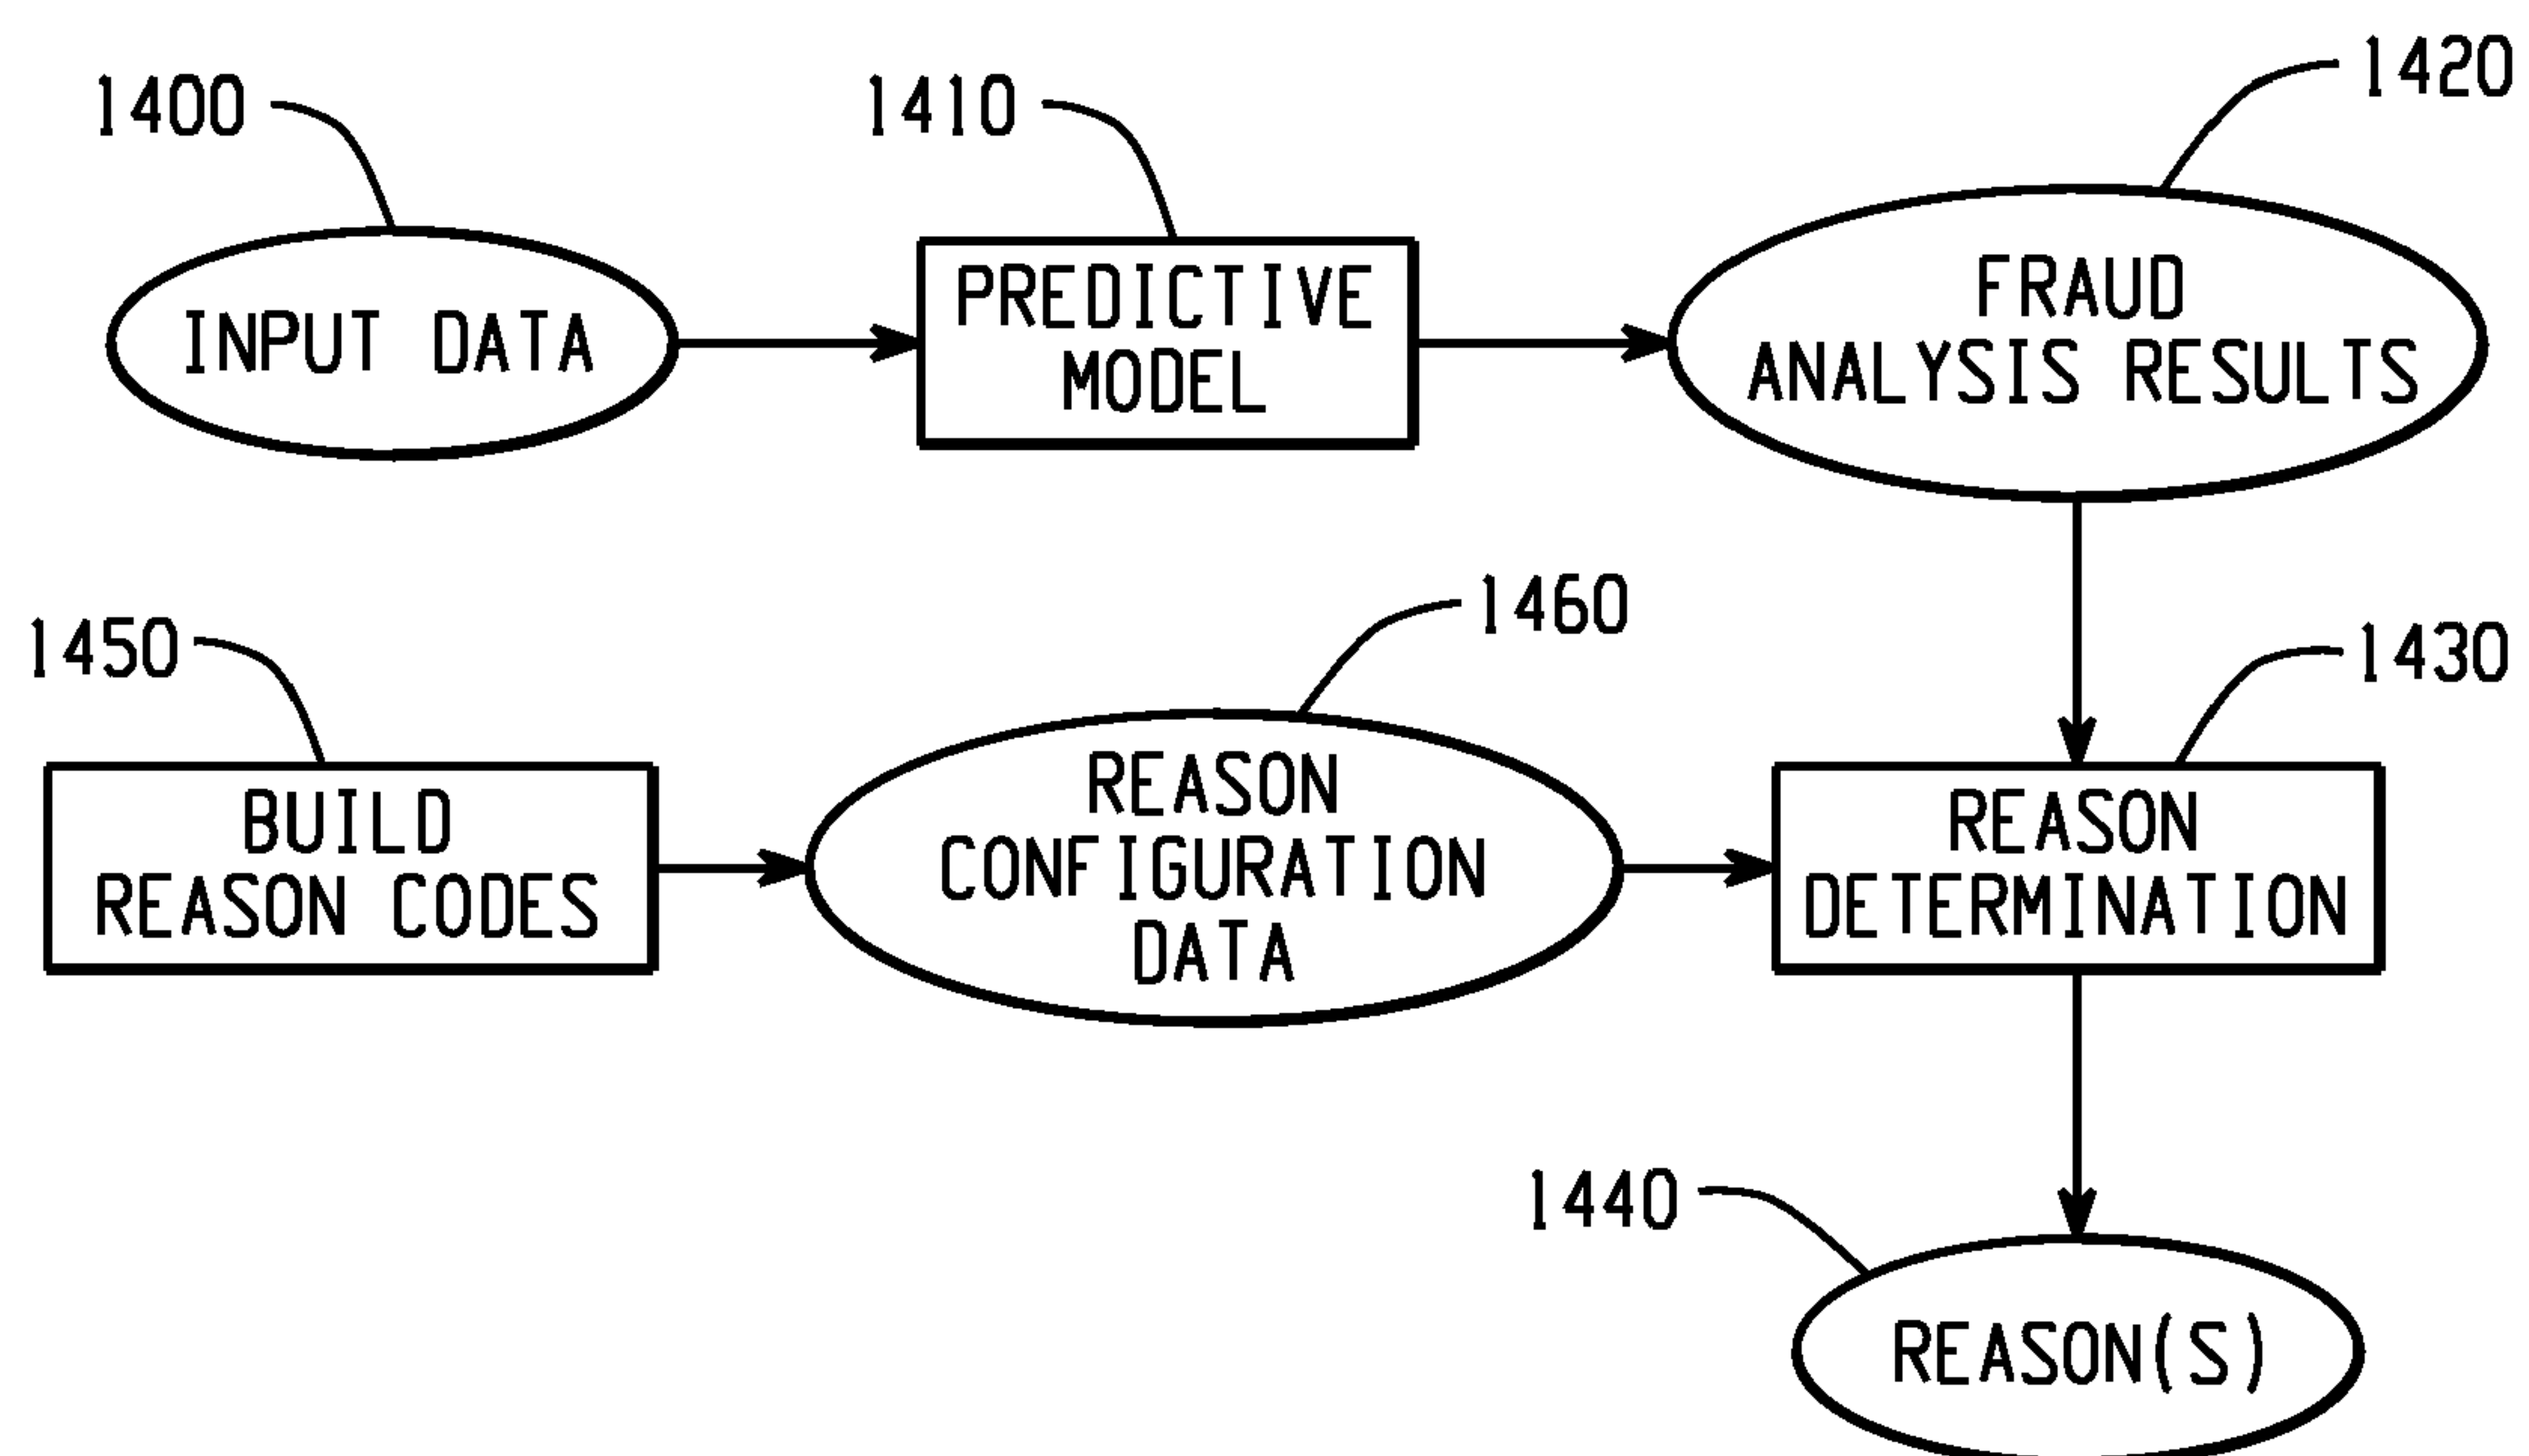 1400
1410
1420
INPUT DATA
PREDICTIVE
MODEL
FRAUD
ANALYSIS RESULTS
1450
1460
1430
BUILD
REASON CODES
REASON
CONFIGURATION
DATA
REASON
DETERMINATION
1440
REASON(S)